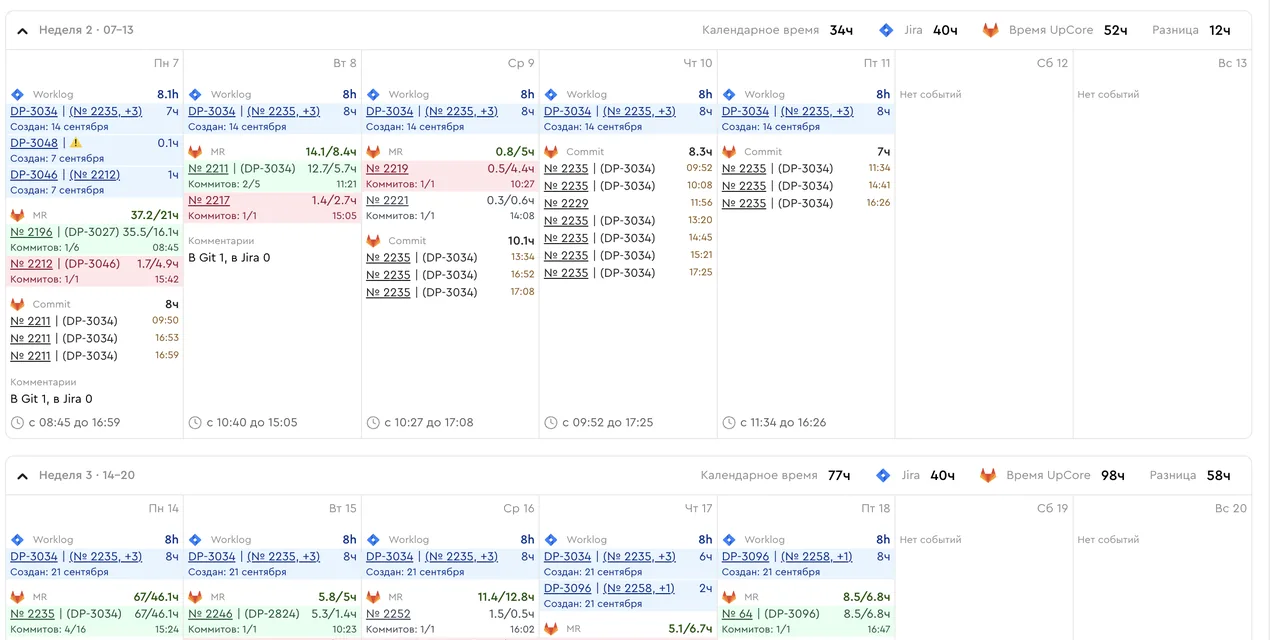 Неделя 2 · 07–13
Календарное время 34ч Jira 40ч Время UpCore 52ч Разница 12ч
Пн 7
Worklog 8.1h
DP-3034 | (№ 2235, +3) 7ч
Создан: 14 сентября
DP-3048 | 0.1ч
Создан: 7 сентября
DP-3046 | (№ 2212) 1ч
Создан: 7 сентября
MR 37.2/21ч
№ 2196 | (DP-3027) 35.5/16.1ч
Коммитов: 1/6 08:45
№ 2212 | (DP-3046) 1.7/4.9ч
Коммитов: 1/1 15:42
Commit 8ч
№ 2211 | (DP-3034) 09:50
№ 2211 | (DP-3034) 16:53
№ 2211 | (DP-3034) 16:59
Комментарии
В Git 1, в Jira 0
с 08:45 до 16:59
Вт 8
Worklog 8h
DP-3034 | (№ 2235, +3) 8ч
Создан: 14 сентября
MR 14.1/8.4ч
№ 2211 | (DP-3034) 12.7/5.7ч
Коммитов: 2/5 11:21
№ 2217 1.4/2.7ч
Коммитов: 1/1 15:05
Комментарии
В Git 1, в Jira 0
с 10:40 до 15:05
Ср 9
Worklog 8h
DP-3034 | (№ 2235, +3) 8ч
Создан: 14 сентября
MR 0.8/5ч
№ 2219 0.5/4.4ч
Коммитов: 1/1 10:27
№ 2221 0.3/0.6ч
Коммитов: 1/1 14:08
Commit 10.1ч
№ 2235 | (DP-3034) 13:34
№ 2235 | (DP-3034) 16:52
№ 2235 | (DP-3034) 17:08
с 10:27 до 17:08
Чт 10
Worklog 8h
DP-3034 | (№ 2235, +3) 8ч
Создан: 14 сентября
Commit 8.3ч
№ 2235 | (DP-3034) 09:52
№ 2235 | (DP-3034) 10:08
№ 2229 11:56
№ 2235 | (DP-3034) 13:20
№ 2235 | (DP-3034) 14:45
№ 2235 | (DP-3034) 15:21
№ 2235 | (DP-3034) 17:25
с 09:52 до 17:25
Пт 11
Worklog 8h
DP-3034 | (№ 2235, +3) 8ч
Создан: 14 сентября
Commit 7ч
№ 2235 | (DP-3034) 11:34
№ 2235 | (DP-3034) 14:41
№ 2235 | (DP-3034) 16:26
с 11:34 до 16:26
Сб 12
Нет событий
Вс 13
Нет событий
Неделя 3 · 14–20
Календарное время 77ч Jira 40ч Время UpCore 98ч Разница 58ч
Пн 14
Worklog 8h
DP-3034 | (№ 2235, +3) 8ч
Создан: 21 сентября
MR 67/46.1ч
№ 2235 | (DP-3034) 67/46.1ч
Коммитов: 4/16 15:24
Вт 15
Worklog 8h
DP-3034 | (№ 2235, +3) 8ч
Создан: 21 сентября
MR 5.8/5ч
№ 2246 | (DP-2824) 5.3/1.4ч
Коммитов: 1/1 10:23
Ср 16
Worklog 8h
DP-3034 | (№ 2235, +3) 8ч
Создан: 21 сентября
MR 11.4/12.8ч
№ 2252 1.5/0.5ч
Коммитов: 1/1 16:02
Чт 17
Worklog 8h
DP-3034 | (№ 2235, +3) 6ч
Создан: 21 сентября
DP-3096 | (№ 2258, +1) 2ч
Создан: 21 сентября
MR 5.1/6.7ч
Пт 18
Worklog 8h
DP-3096 | (№ 2258, +1) 8ч
Создан: 21 сентября
MR 8.5/6.8ч
№ 64 | (DP-3096) 8.5/6.8ч
Коммитов: 1/1 16:47
Сб 19
Нет событий
Вс 20
Нет событий